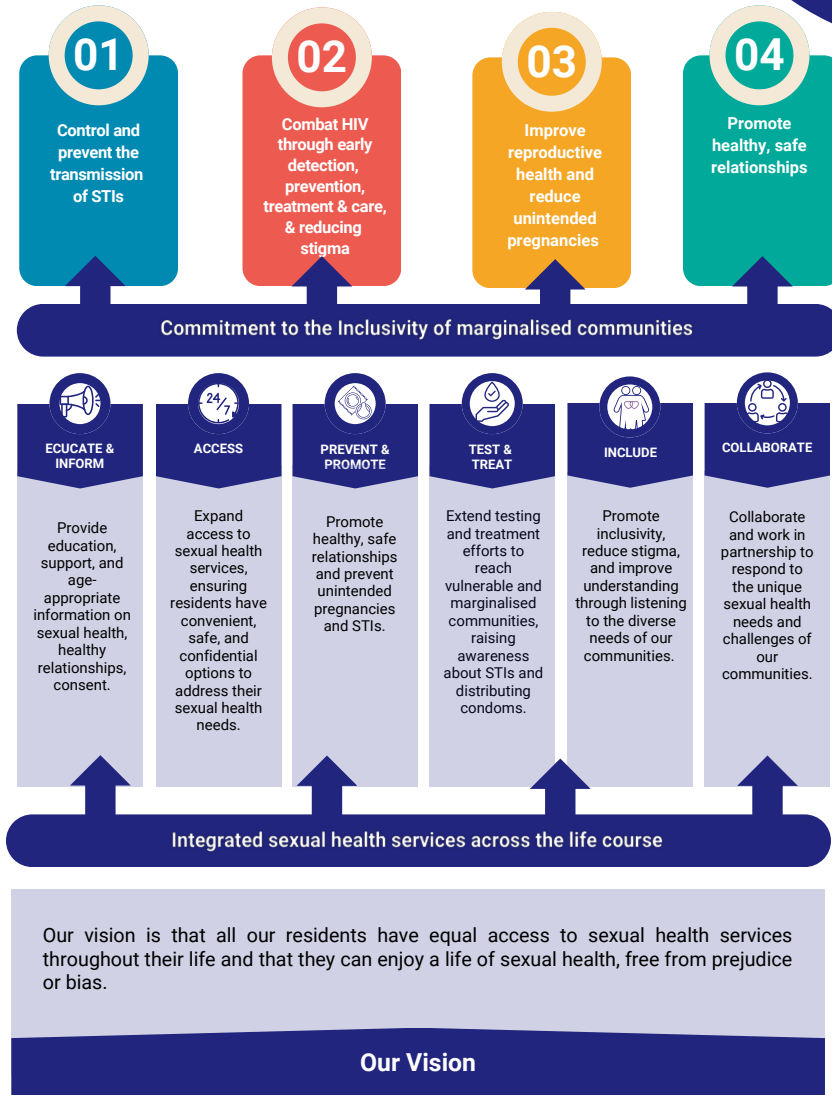 01
Control and
prevent the
transmission
of STIs
02
Combat HIV
through early
detection,
prevention,
treatment & care,
& reducing
stigma
03
Improve
reproductive
health and
reduce
unintended
pregnancies
04
Promote
healthy, safe
relationships
Commitment to the Inclusivity of marginalised communities
ECUCATE &
INFORM
Provide
education,
support, and
age-
appropriate
information on
sexual health,
healthy
relationships,
consent.
24/7
ACCESS
Expand
access to
sexual health
services,
ensuring
residents have
convenient,
safe, and
confidential
options to
address their
sexual health
needs.
PREVENT &
PROMOTE
Promote
healthy, safe
relationships
and prevent
unintended
pregnancies
and STIs.
TEST &
TREAT
Extend testing
and treatment
efforts to
reach
vulnerable and
marginalised
communities,
raising
awareness
about STIs and
distributing
condoms.
INCLUDE
Promote
inclusivity,
reduce stigma,
and improve
understanding
through listening
to the diverse
needs of our
communities.
COLLABORATE
Collaborate
and work in
partnership to
respond to
the unique
sexual health
needs and
challenges of
our
communities.
Integrated sexual health services across the life course
Our vision is that all our residents have equal access to sexual health services
throughout their life and that they can enjoy a life of sexual health, free from prejudice
or bias.
Our Vision